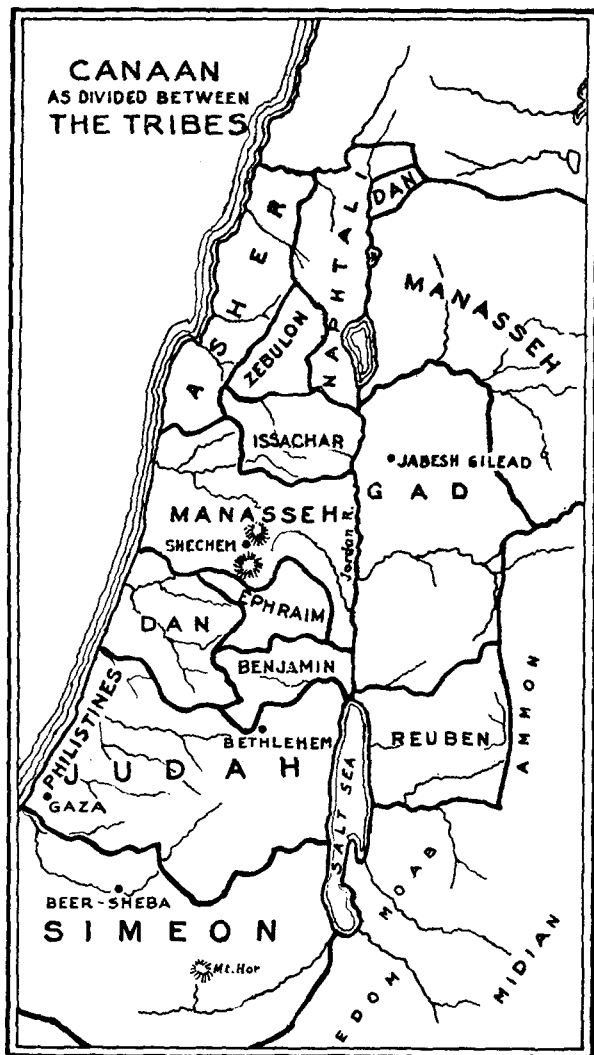 CANAAN
AS DIVIDED BETWEEN
THE TRIBES
DAN
NAPHTALI
ASHER
MANASSEH
ZEBULON
ISSACHAR
JABESH GILEAD
GAD
MANASSEH
SHECHEM
Jordan R.
EPHRAIM
DAN
BENJAMIN
AMMON
PHILISTINES
BETHLEHEM
REUBEN
JUDAH
GAZA
SALT SEA
MOAB
BEER-SHEBA
SIMEON
Mt. Hor
MIDIAN
EDOM